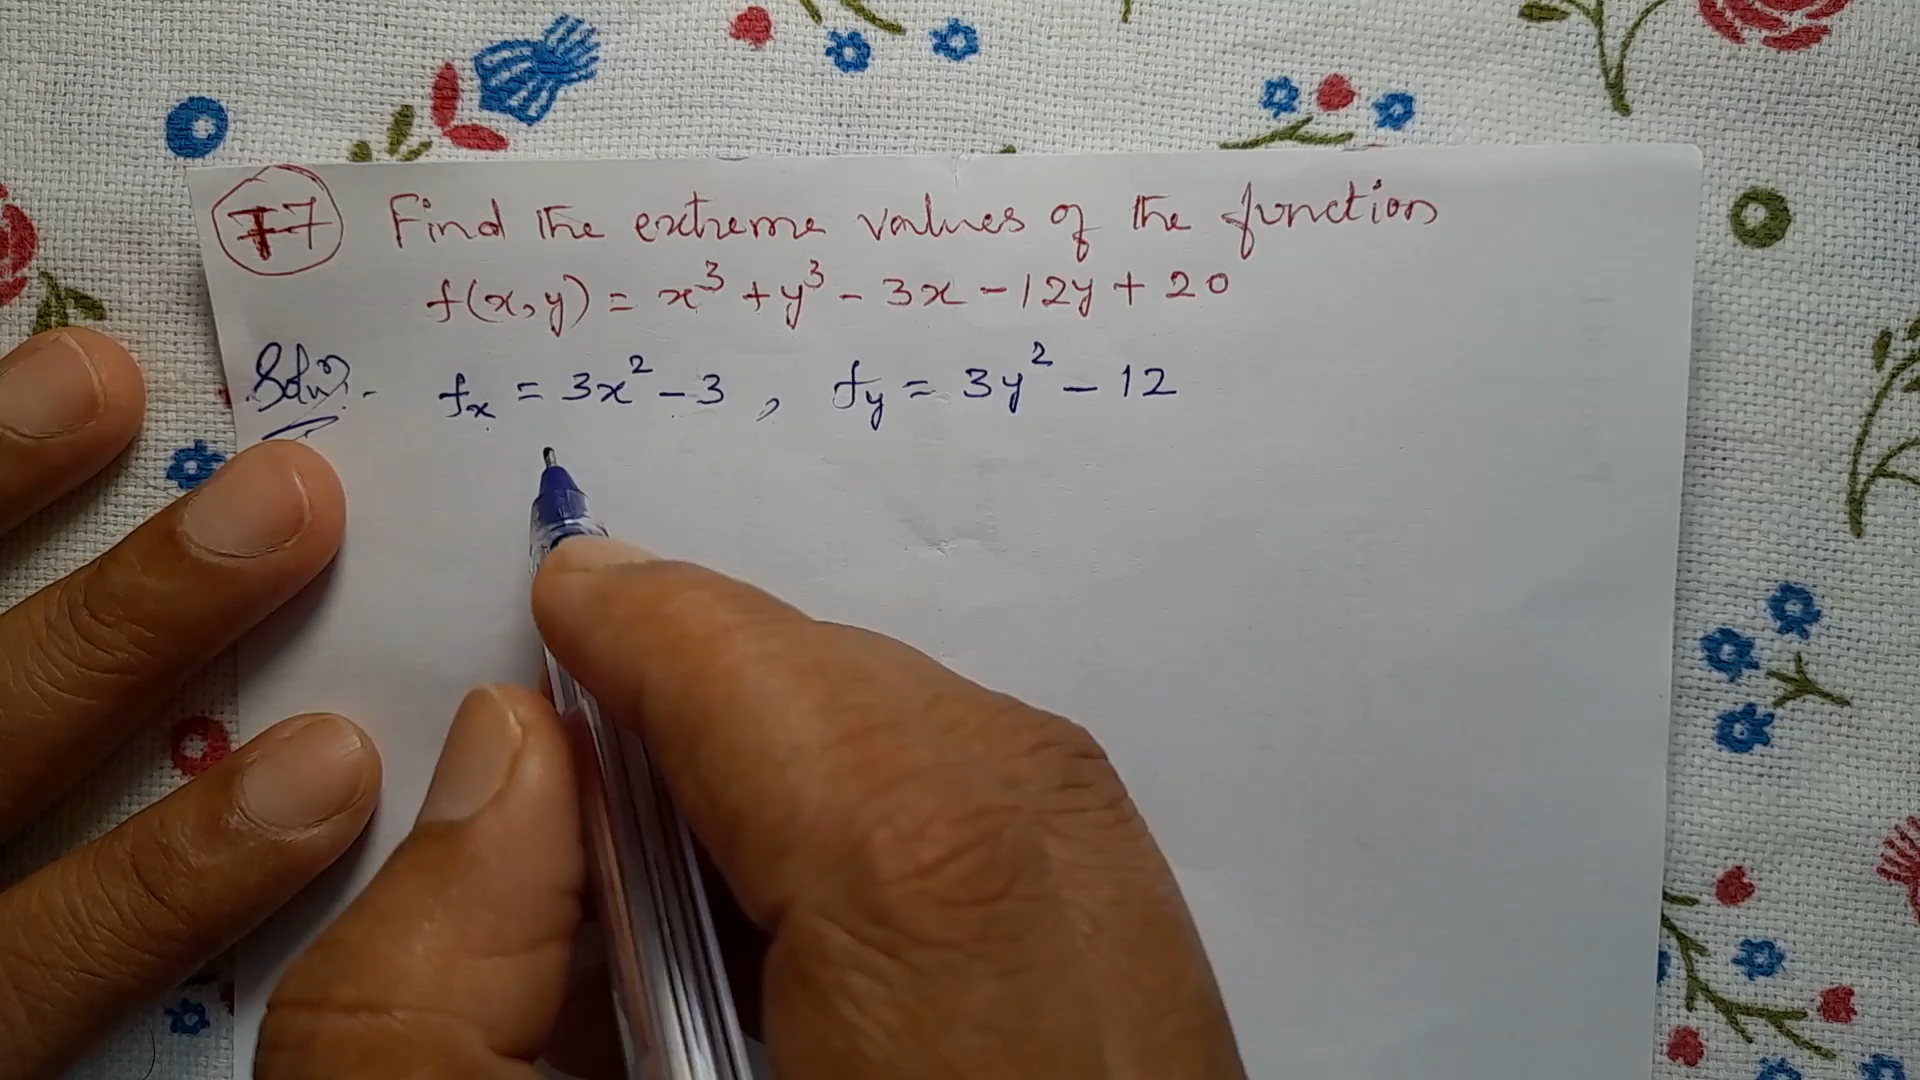 77 Find the extreme values of the function
f(x,y) = x³ + y³ - 3x - 12y + 20
Soln. - fx = 3x² - 3 , fy = 3y² - 12